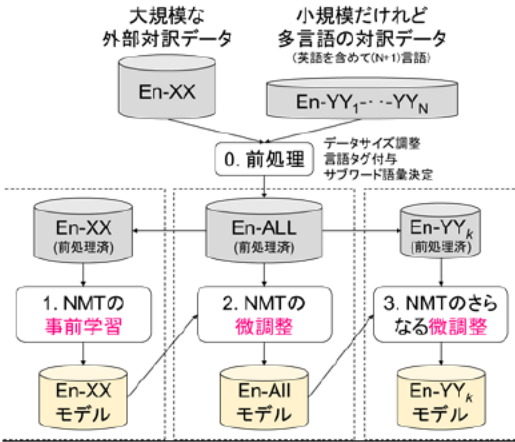 大規模な
外部対訳データ
小規模だけれど
多言語の対訳データ
(英語を含めて(N+1)言語)
En-XX
En-YY1-・・-YYN
0. 前処理
データサイズ調整
言語タグ付与
サブワード語彙決定
En-XX
(前処理済)
En-ALL
(前処理済)
En-YYk
(前処理済)
1. NMTの
事前学習
2. NMTの
微調整
3. NMTのさら
なる微調整
En-XX
モデル
En-All
モデル
En-YYk
モデル